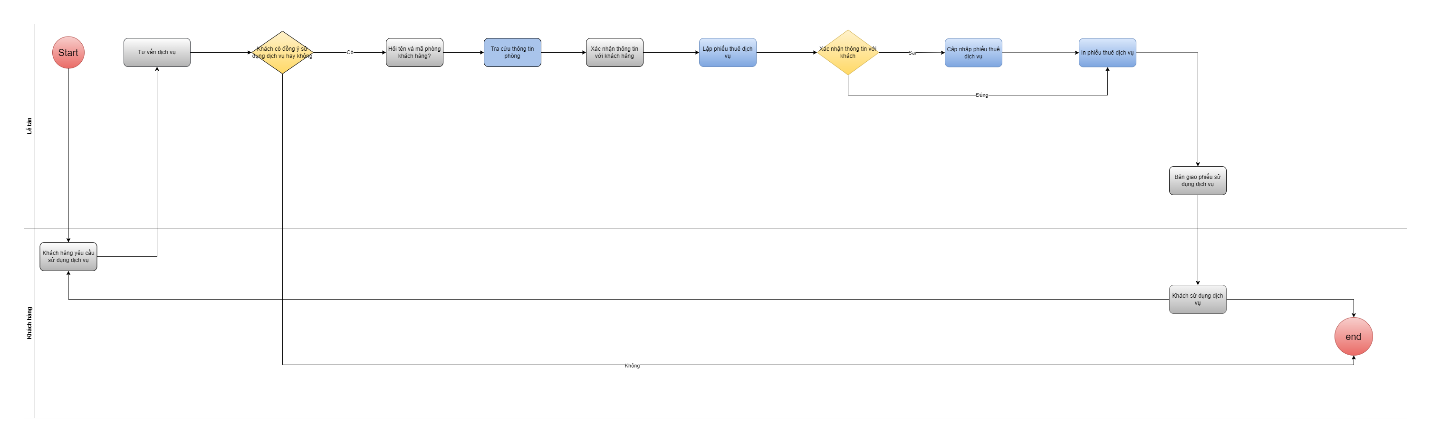 Start
Tư vấn dịch vụ
Khách có đồng ý sử
dụng dịch vụ hay không
Có
Hỏi tên và mã phòng
khách hàng?
Tra cứu thông tin
phòng
Xác nhận thông tin
với khách hàng
Lập phiếu thuê dịch
vụ
Xác nhận thông tin với
khách
Sai
Cập nhập phiếu thuê
dịch vụ
In phiếu thuê dịch vụ
Đúng
Lễ tân
Bàn giao phiếu sử
dụng dịch vụ
Khách hàng yêu cầu
sử dụng dịch vụ
Khách sử dụng dịch
vụ
Khách hàng
end
Không